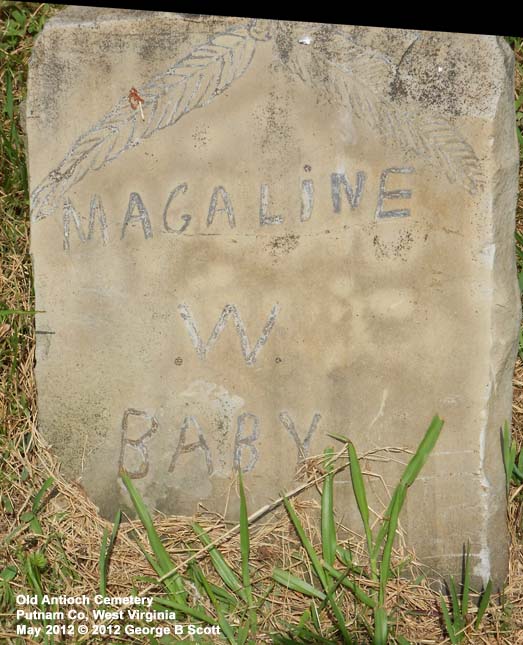 MAGALiNE
. W .
BABY
Old Antioch Cemetery
Putnam Co, West Virginia
May 2012 © 2012 George B Scott